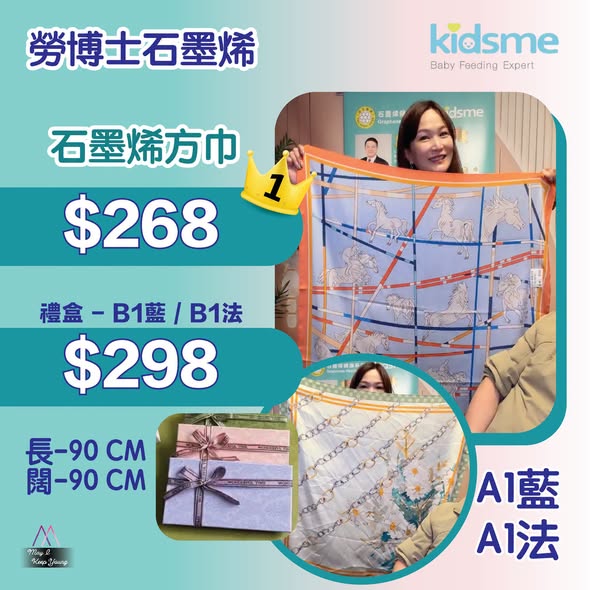 勞博士石墨烯
kidsme
Baby Feeding Expert
石墨烯方巾
1
$268
禮盒 - B1藍 / B1法
$298
長-90 CM
闊-90 CM
A1藍
A1法
May I
Keep Young